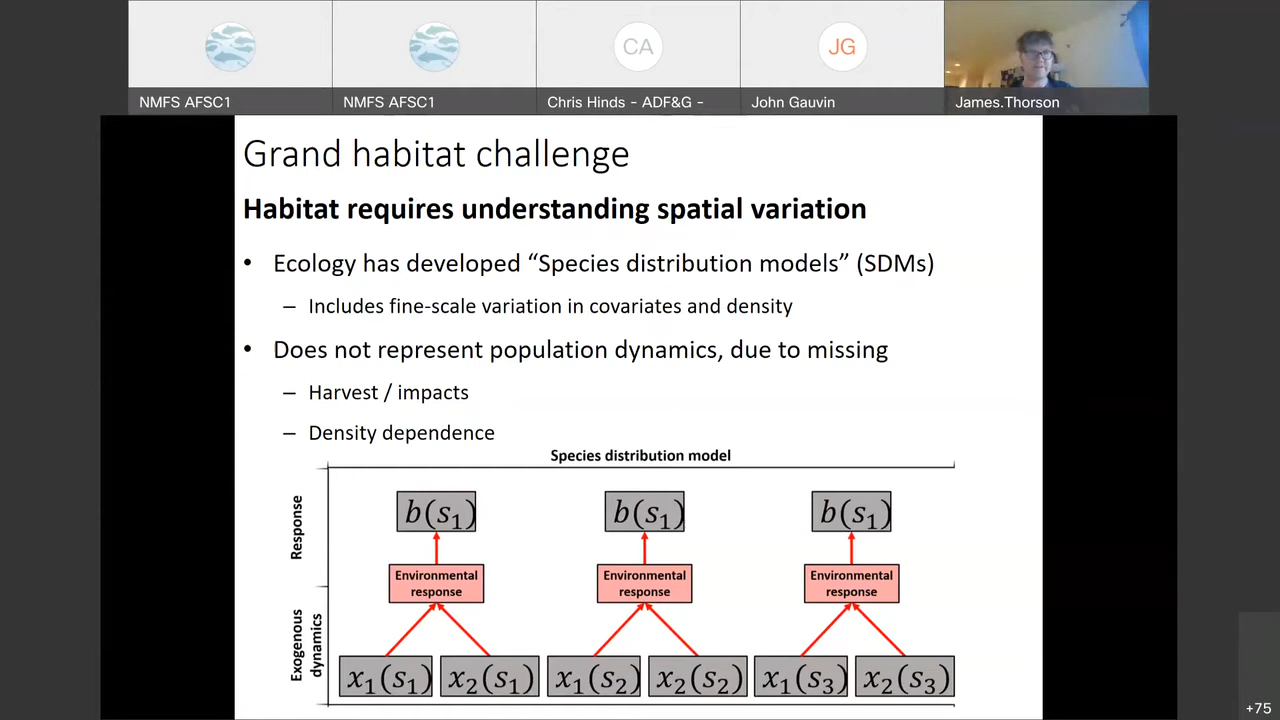 NMFS AFSC1
NMFS AFSC1
CA
Chris Hinds - ADF&G -
JG
John Gauvin
James.Thorson
Grand habitat challenge
Habitat requires understanding spatial variation
• Ecology has developed “Species distribution models” (SDMs)
– Includes fine-scale variation in covariates and density
• Does not represent population dynamics, due to missing
– Harvest / impacts
– Density dependence
Species distribution model
Response
b(s₁) b(s₁) b(s₁)
Environmental response
Environmental response
Environmental response
Exogenous dynamics
x₁(s₁) x₂(s₁) x₁(s₂) x₂(s₂) x₁(s₃) x₂(s₃)
+75